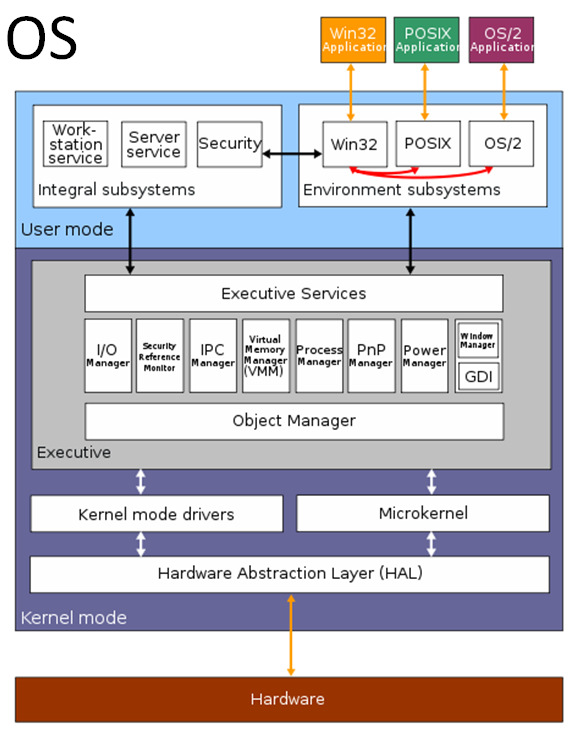 OS
Win32
Application
POSIX
Application
OS/2
Application
Work-
station
service
Server
service
Security
Integral subsystems
Win32
POSIX
OS/2
Environment subsystems
User mode
Executive Services
I/O
Manager
Security
Reference
Monitor
IPC
Manager
Virtual
Memory
Manager
(VMM)
Process
Manager
PnP
Manager
Power
Manager
Window
Manager
GDI
Object Manager
Executive
Kernel mode drivers
Microkernel
Hardware Abstraction Layer (HAL)
Kernel mode
Hardware